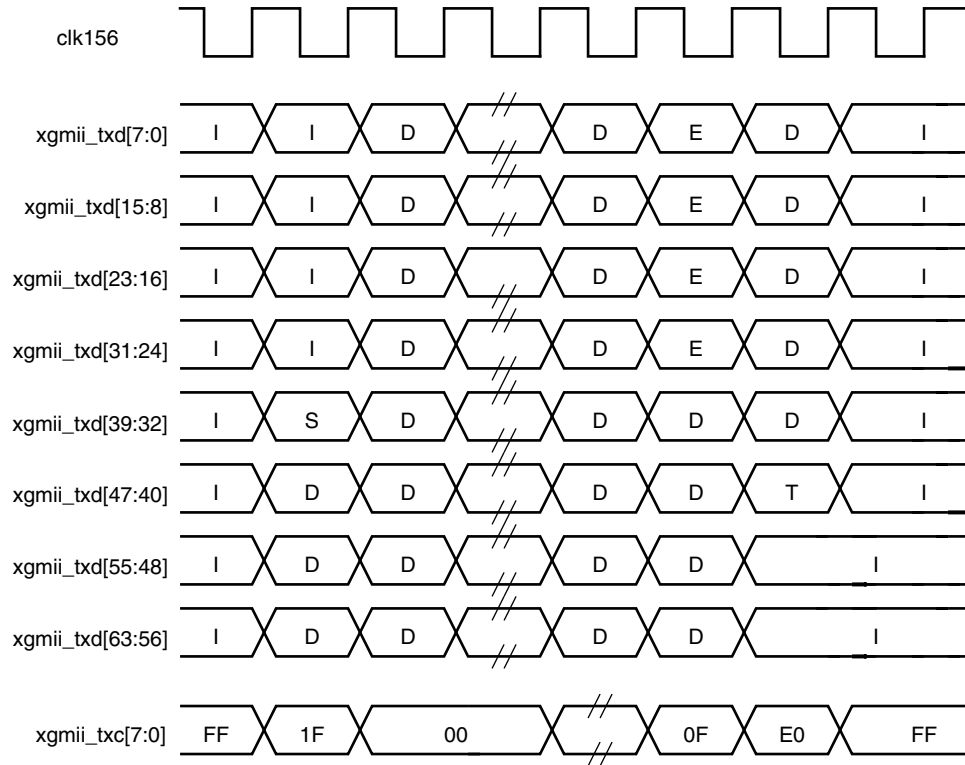 clk156
xgmii_txd[7:0] I I D D E D I
xgmii_txd[15:8] I I D D E D I
xgmii_txd[23:16] I I D D E D I
xgmii_txd[31:24] I I D D E D I
xgmii_txd[39:32] I S D D D D I
xgmii_txd[47:40] I D D D D T I
xgmii_txd[55:48] I D D D D I
xgmii_txd[63:56] I D D D D I
xgmii_txc[7:0] FF 1F 00 0F E0 FF